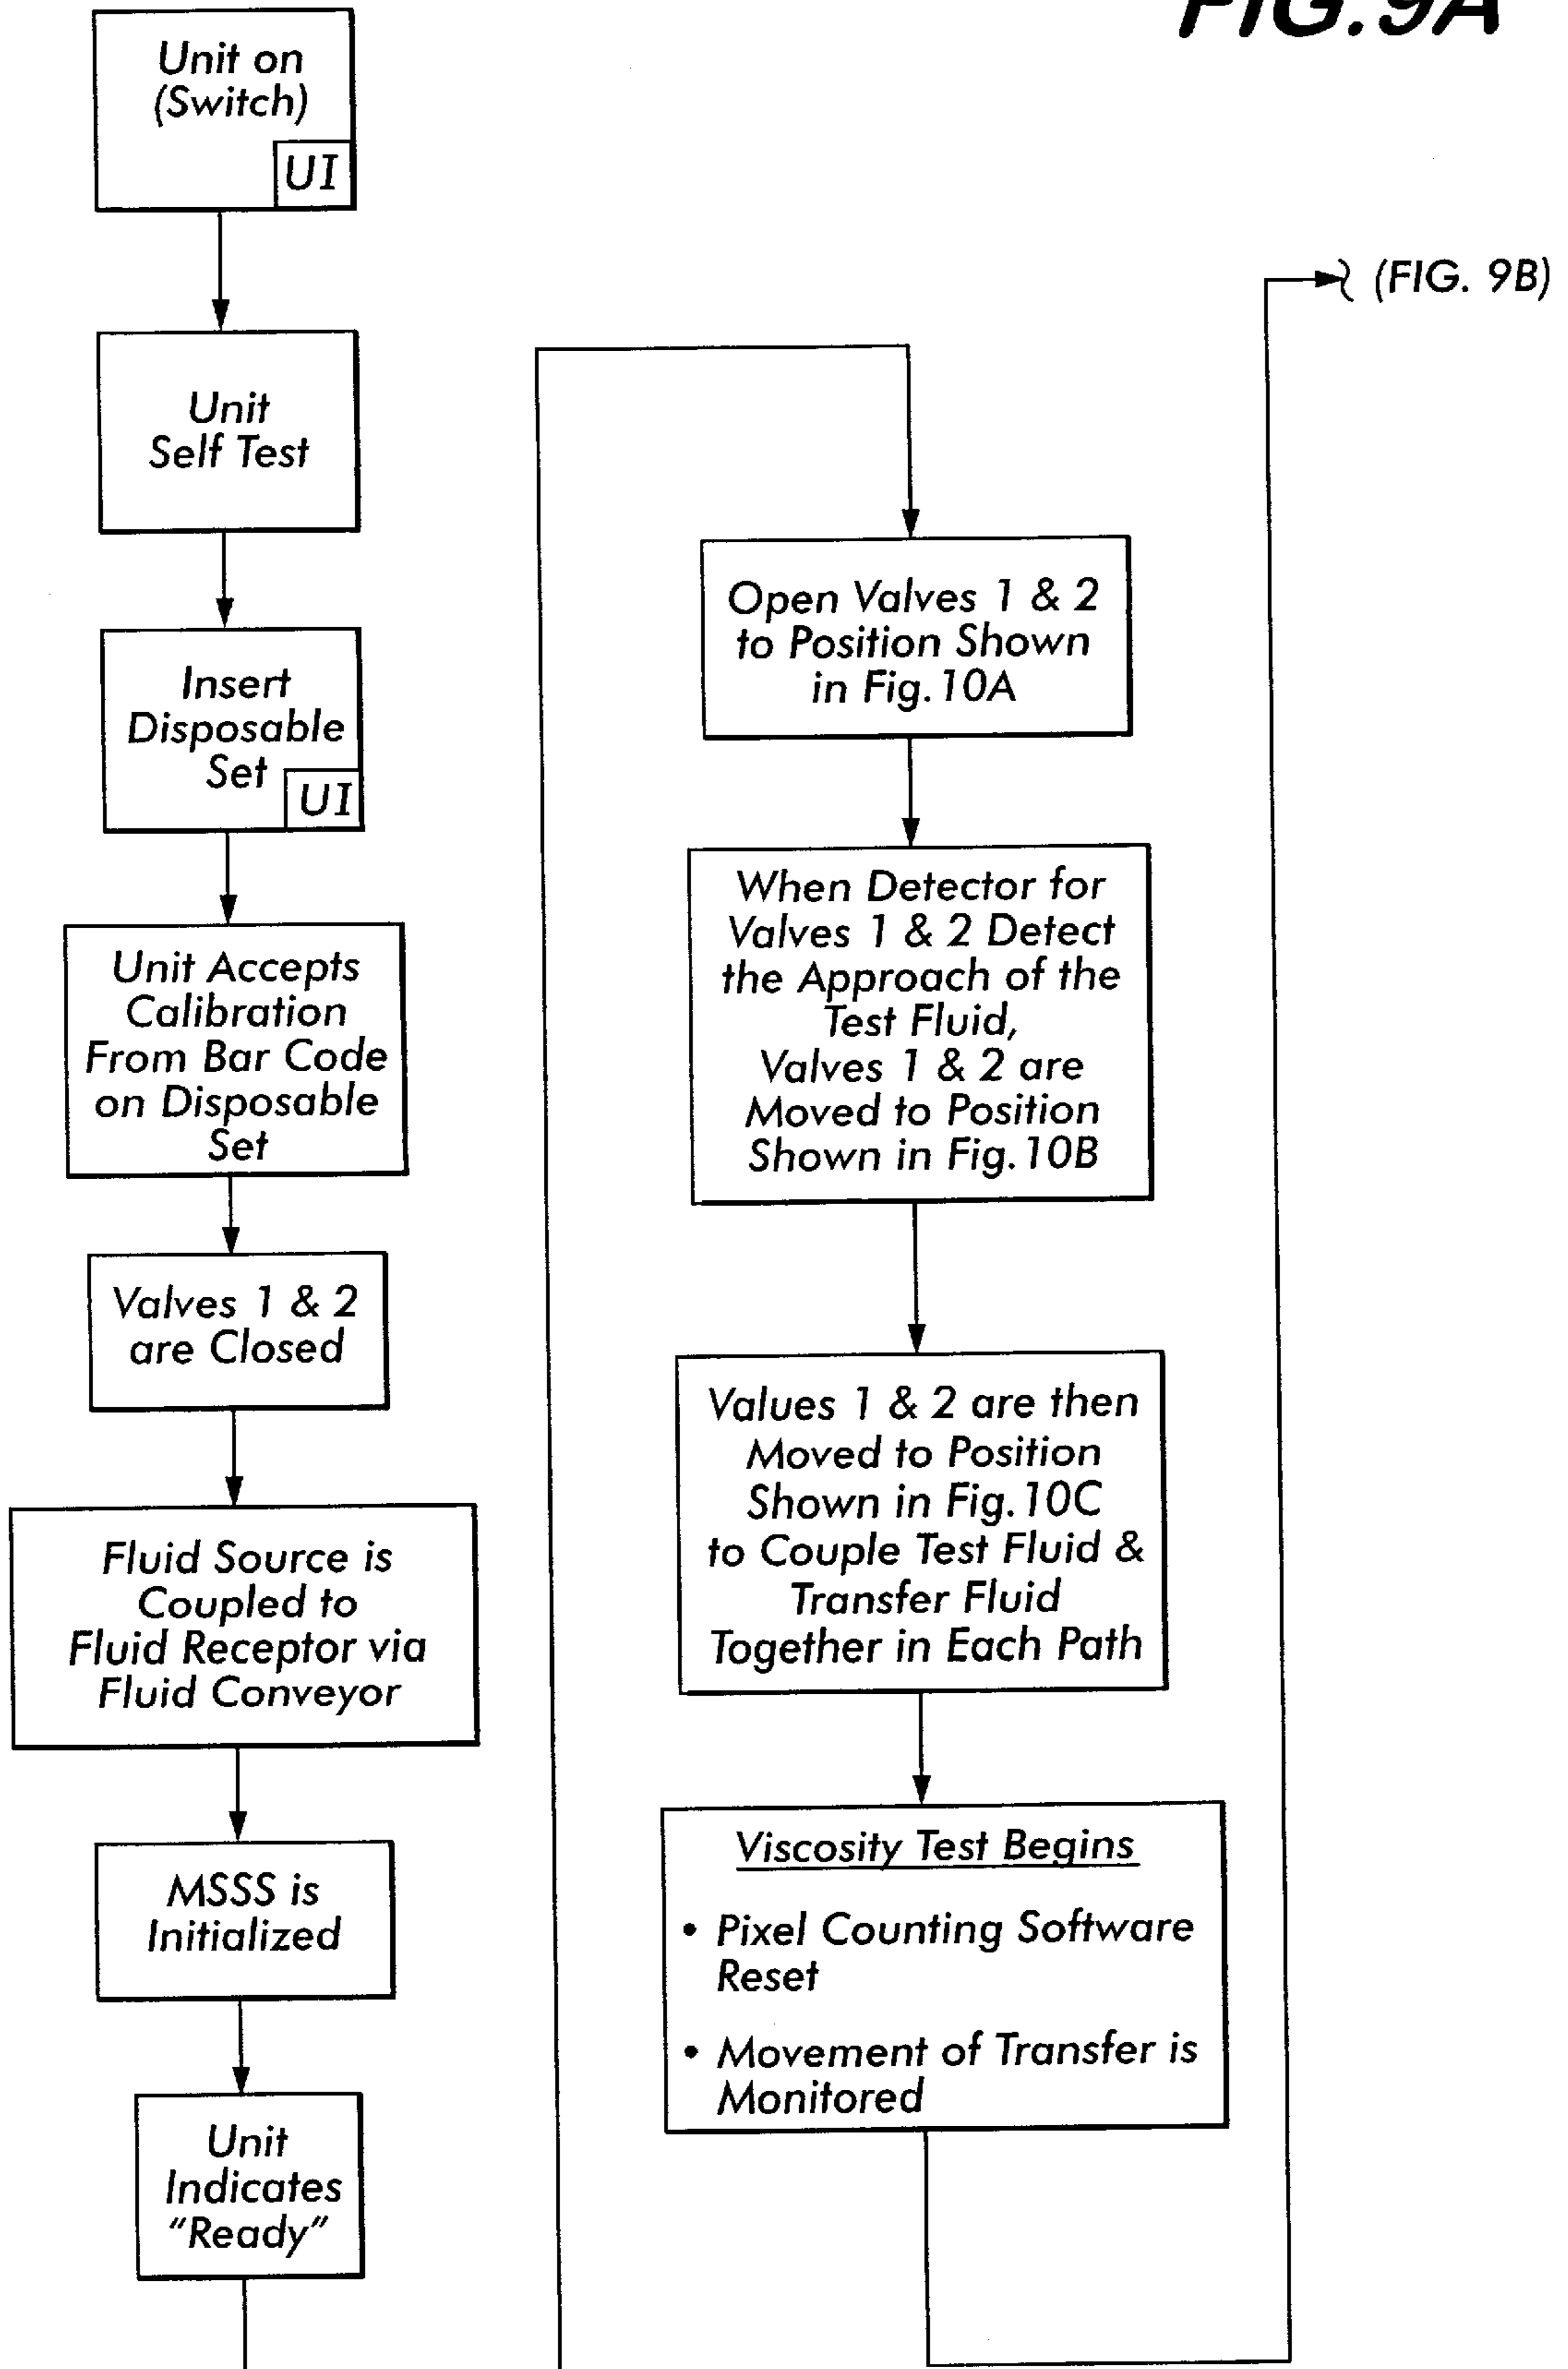 FIG.9A
Unit on
(Switch)
UI
Unit
Self Test
Insert
Disposable
Set
UI
Unit Accepts
Calibration
From Bar Code
on Disposable
Set
Valves 1 & 2
are Closed
Fluid Source is
Coupled to
Fluid Receptor via
Fluid Conveyor
MSSS is
Initialized
Unit
Indicates
"Ready"
Open Valves 1 & 2
to Position Shown
in Fig.10A
When Detector for
Valves 1 & 2 Detect
the Approach of the
Test Fluid,
Valves 1 & 2 are
Moved to Position
Shown in Fig.10B
Values 1 & 2 are then
Moved to Position
Shown in Fig.10C
to Couple Test Fluid &
Transfer Fluid
Together in Each Path
Viscosity Test Begins
• Pixel Counting Software
Reset
• Movement of Transfer is
Monitored
(FIG. 9B)